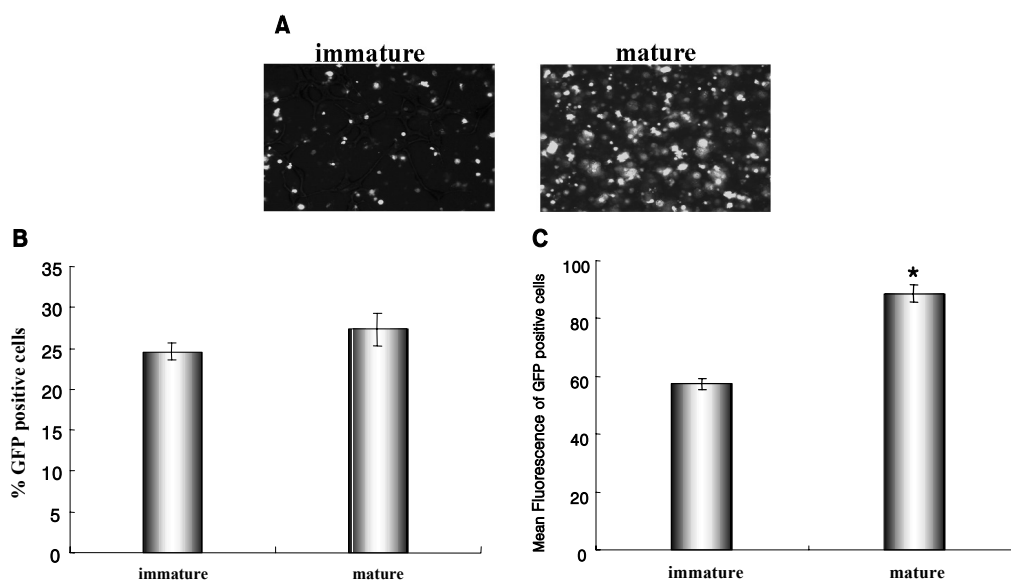 A
immature
mature
B
% GFP positive cells
35
30
25
20
15
10
5
0
immature
mature
C
Mean Fluorescence of GFP positive cells
100
80
60
40
20
0
*
immature
mature